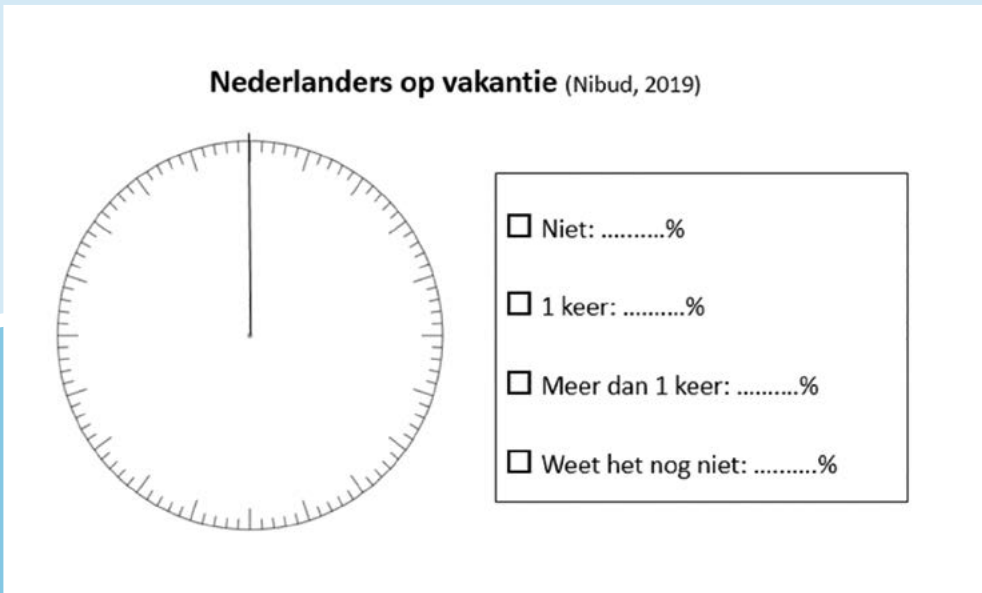 Nederlanders op vakantie (Nibud, 2019)
Niet: ..........%
1 keer: ..........%
Meer dan 1 keer: ..........%
Weet het nog niet: ..........%